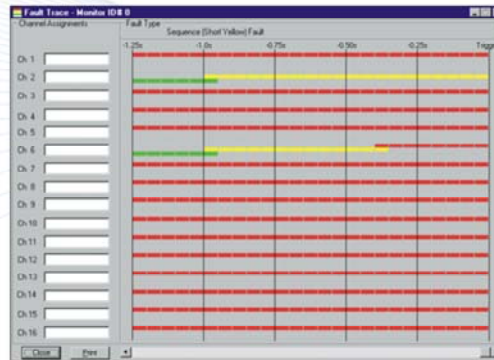 Fault Trace - Monitor ID# 0
Channel Assignments
Fault Type
Sequence (Short Yellow) Fault
-1.25s -1.0s -0.75s -0.50s -0.25s Trigg
Ch 1
Ch 2
Ch 3
Ch 4
Ch 5
Ch 6
Ch 7
Ch 8
Ch 9
Ch 10
Ch 11
Ch 12
Ch 13
Ch 14
Ch 15
Ch 16
Close Print